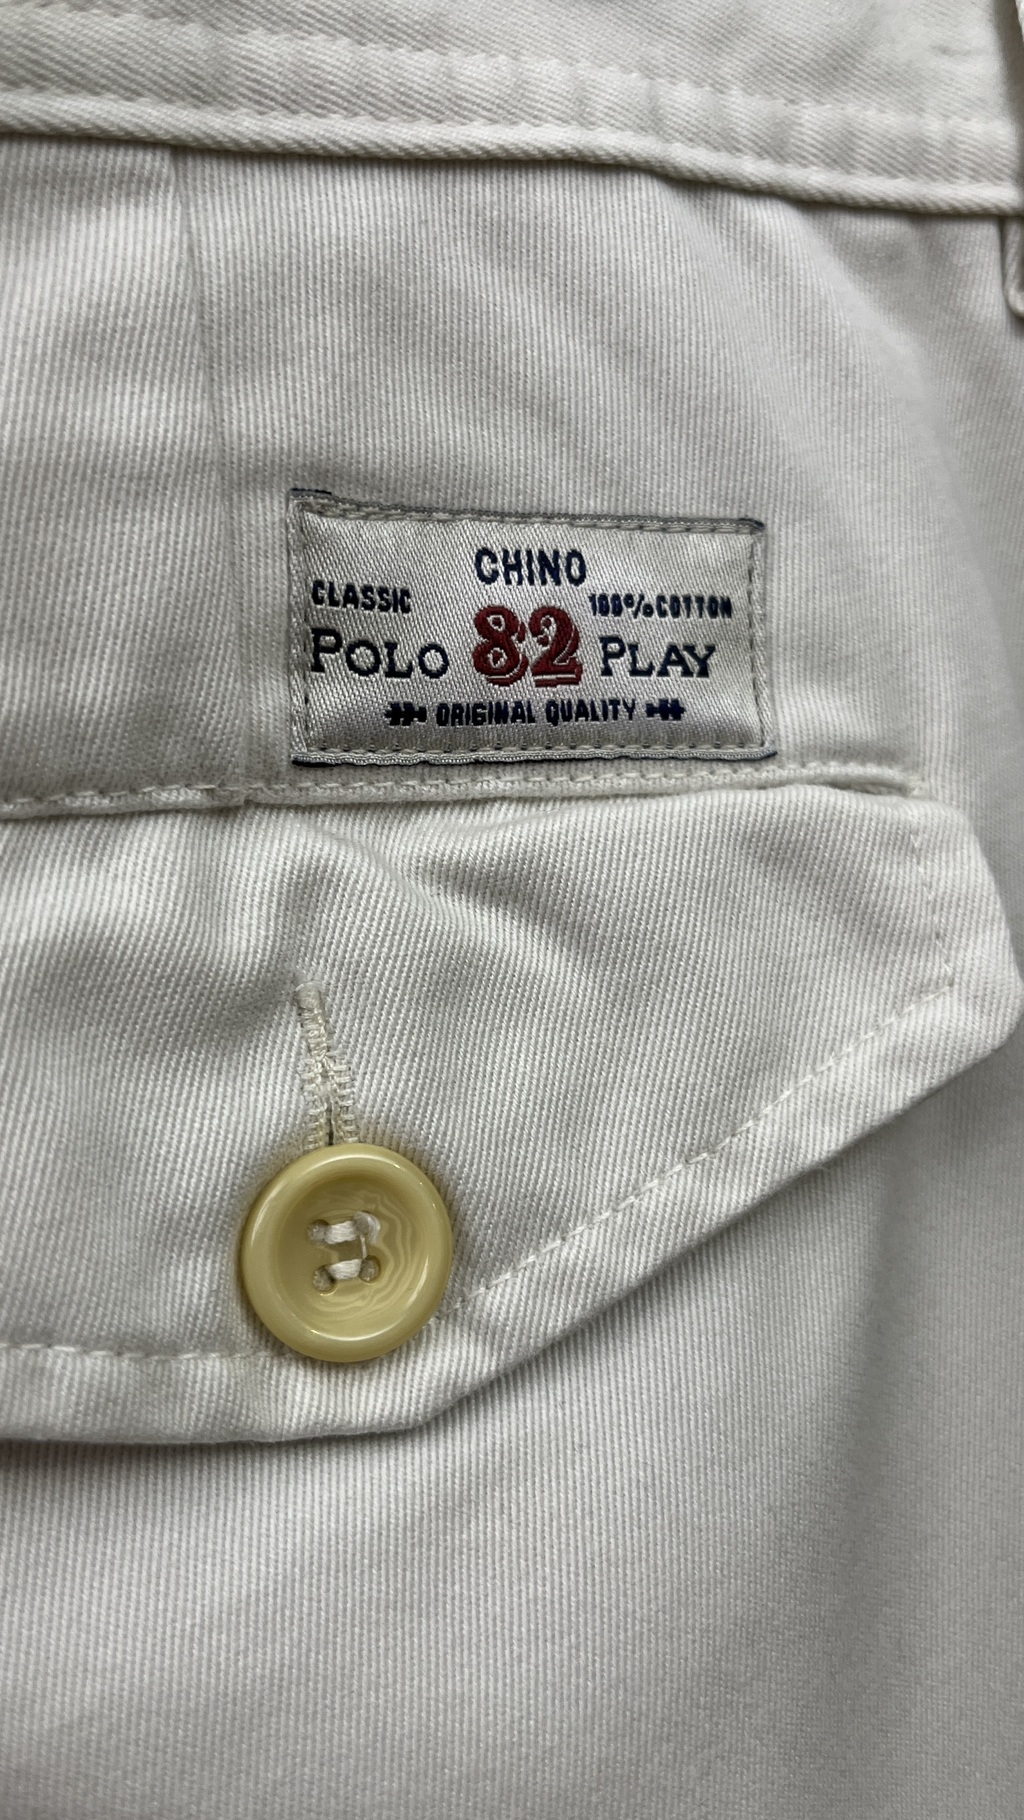 CHINO
CLASSIC 100% COTTON
POLO 82 PLAY
ORIGINAL QUALITY